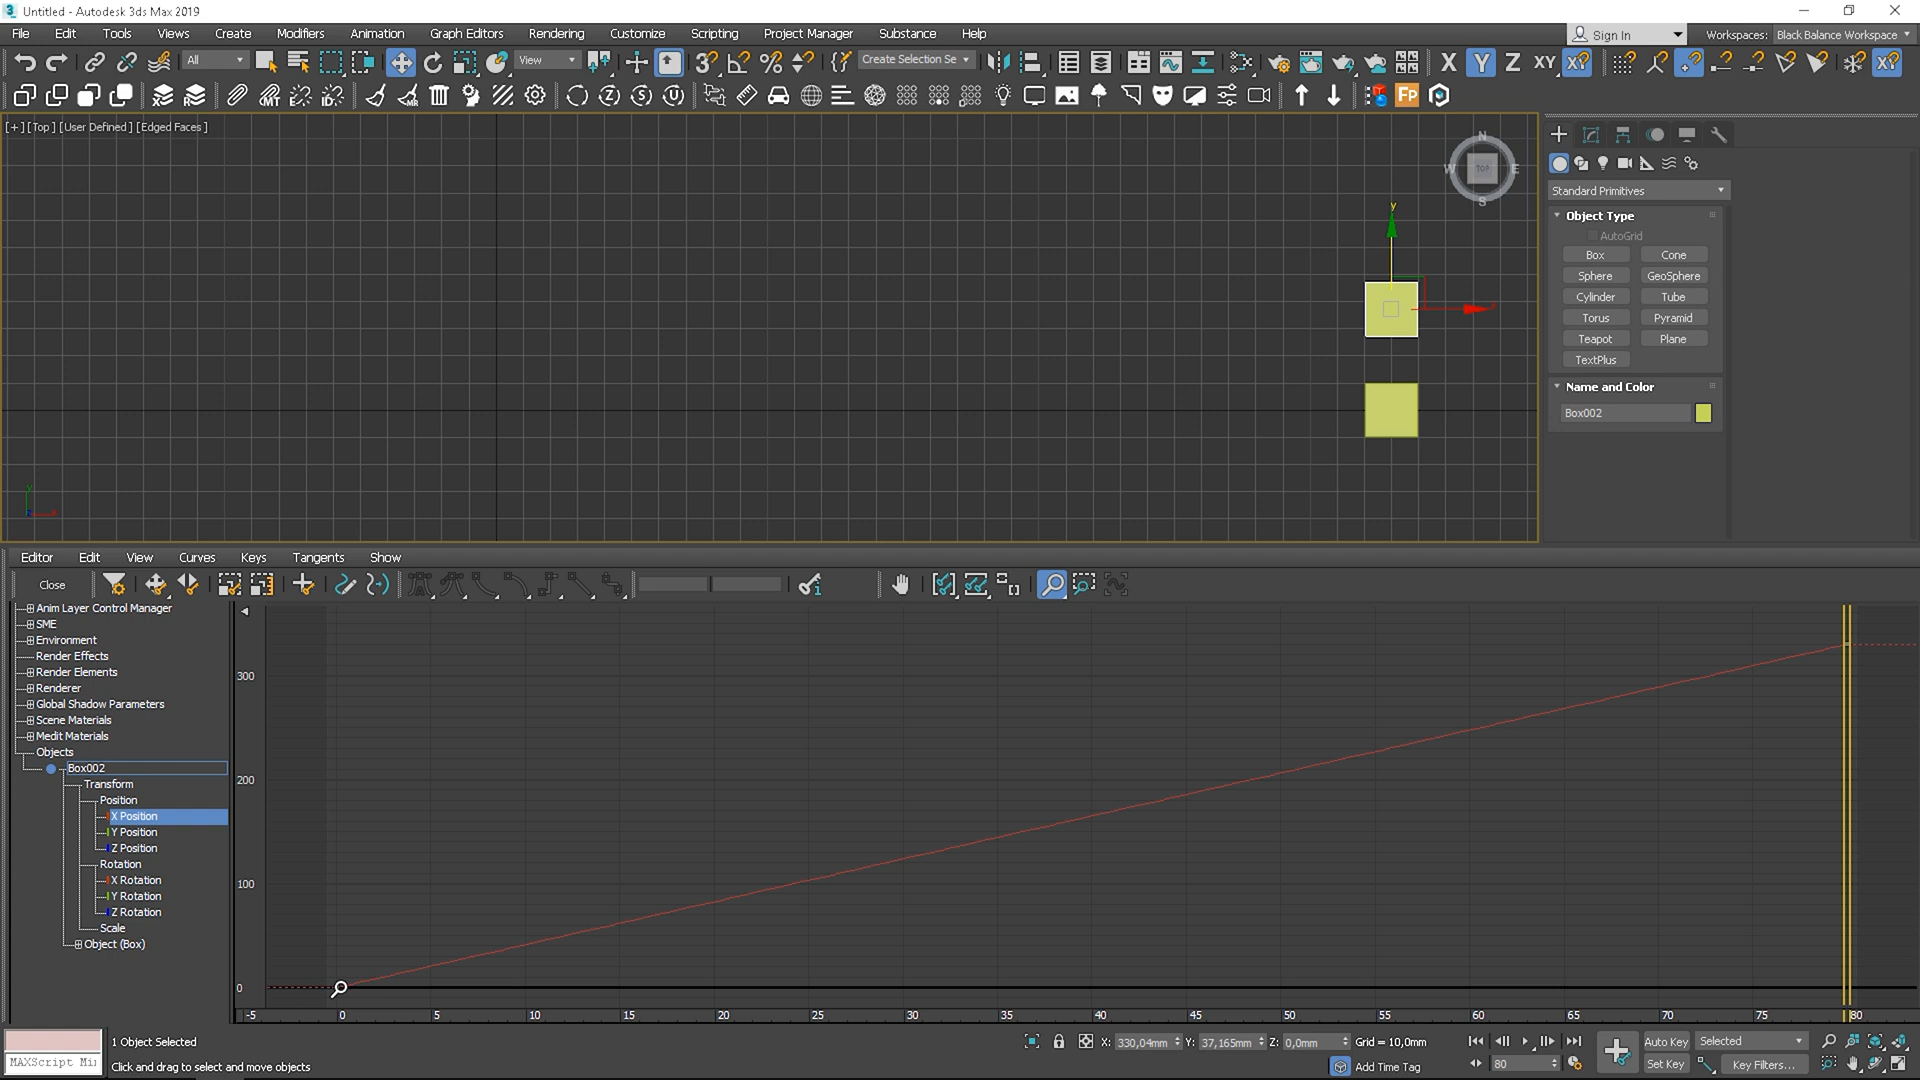 Untitled - Autodesk 3ds Max 2019
File Edit Tools Views Create Modifiers Animation Graph Editors Rendering Customize Scripting Project Manager Substance Help
Sign In Workspaces: Black Balance Workspace
All View Create Selection Se X Y Z XY XY
Fp
[+] [Top ] [User Defined ] [Edged Faces ]
N
W TOP E
S
y
Standard Primitives
Object Type
AutoGrid
Box Cone
Sphere GeoSphere
Cylinder Tube
Torus Pyramid
Teapot Plane
TextPlus
Name and Color
Box002
Editor Edit View Curves Keys Tangents Show
Close
Anim Layer Control Manager
SME
Environment
Render Effects
Render Elements
Renderer
Global Shadow Parameters
Scene Materials
Medit Materials
Objects
Box002
Transform
Position
X Position
Y Position
Z Position
Rotation
X Rotation
Y Rotation
Z Rotation
Scale
Object (Box)
300
200
100
0
-5 0 5 10 15 20 25 30 35 40 45 50 55 60 65 70 75 80
1 Object Selected
X: 330,04mm Y: 37,165mm Z: 0,0mm Grid = 10,0mm
Auto Key Selected
MAXScript Mi
Click and drag to select and move objects
Add Time Tag
80
Set Key Key Filters...